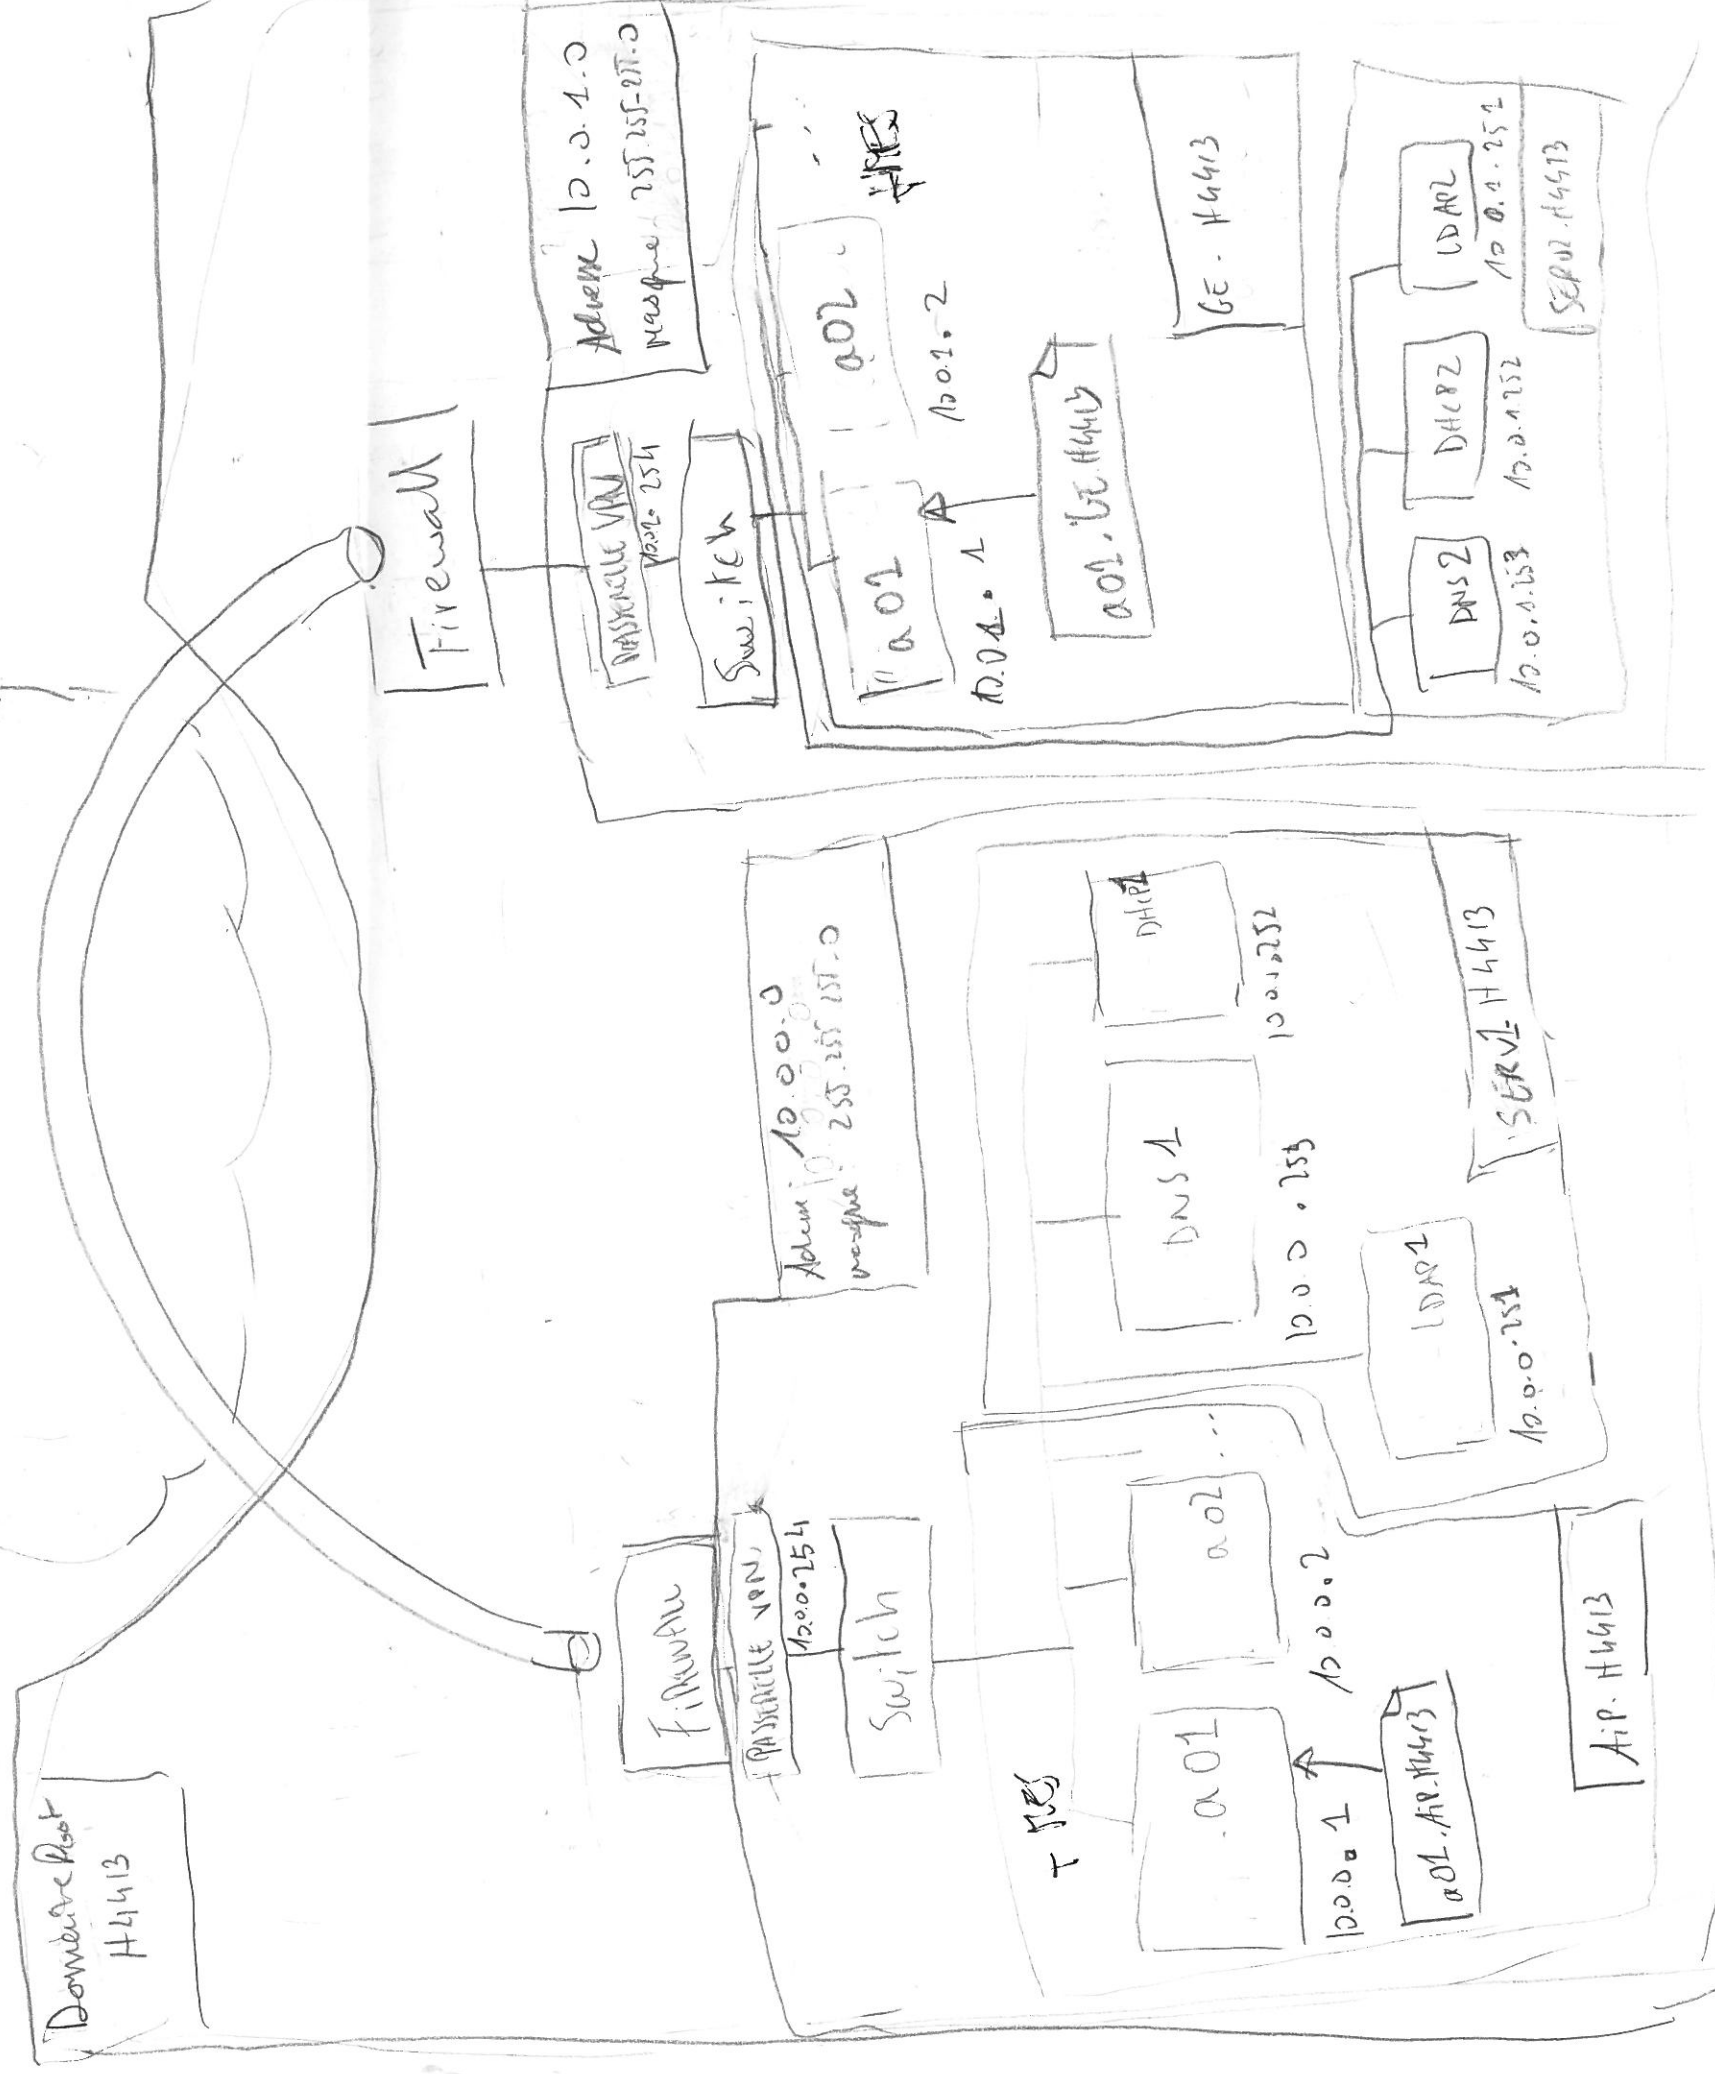 Domaine Root
H4413
Firewall
PASSERELLE VPN
10.0.0.254
Switch
10.0.0.0
masque 255.255.255.0
a01
10.0.0.1
a01.AiP.H4413
a02
...
10.0.0.2
AiP.H4413
DNS1
10.0.0.253
DHCP1
10.0.0.252
LDAP1
10.0.0.251
SERV1.H4413
Firewall
PASSERELLE VPN
10.0.1.254
Switch
Adresse 10.0.1.0
masque 255.255.255.0
a01
10.0.1.1
a01.GE.H4413
a02
...
10.0.1.2
GE.H4413
DNS2
10.0.1.253
DHCP2
10.0.1.252
LDAP2
10.0.1.251
SERV2.H4413